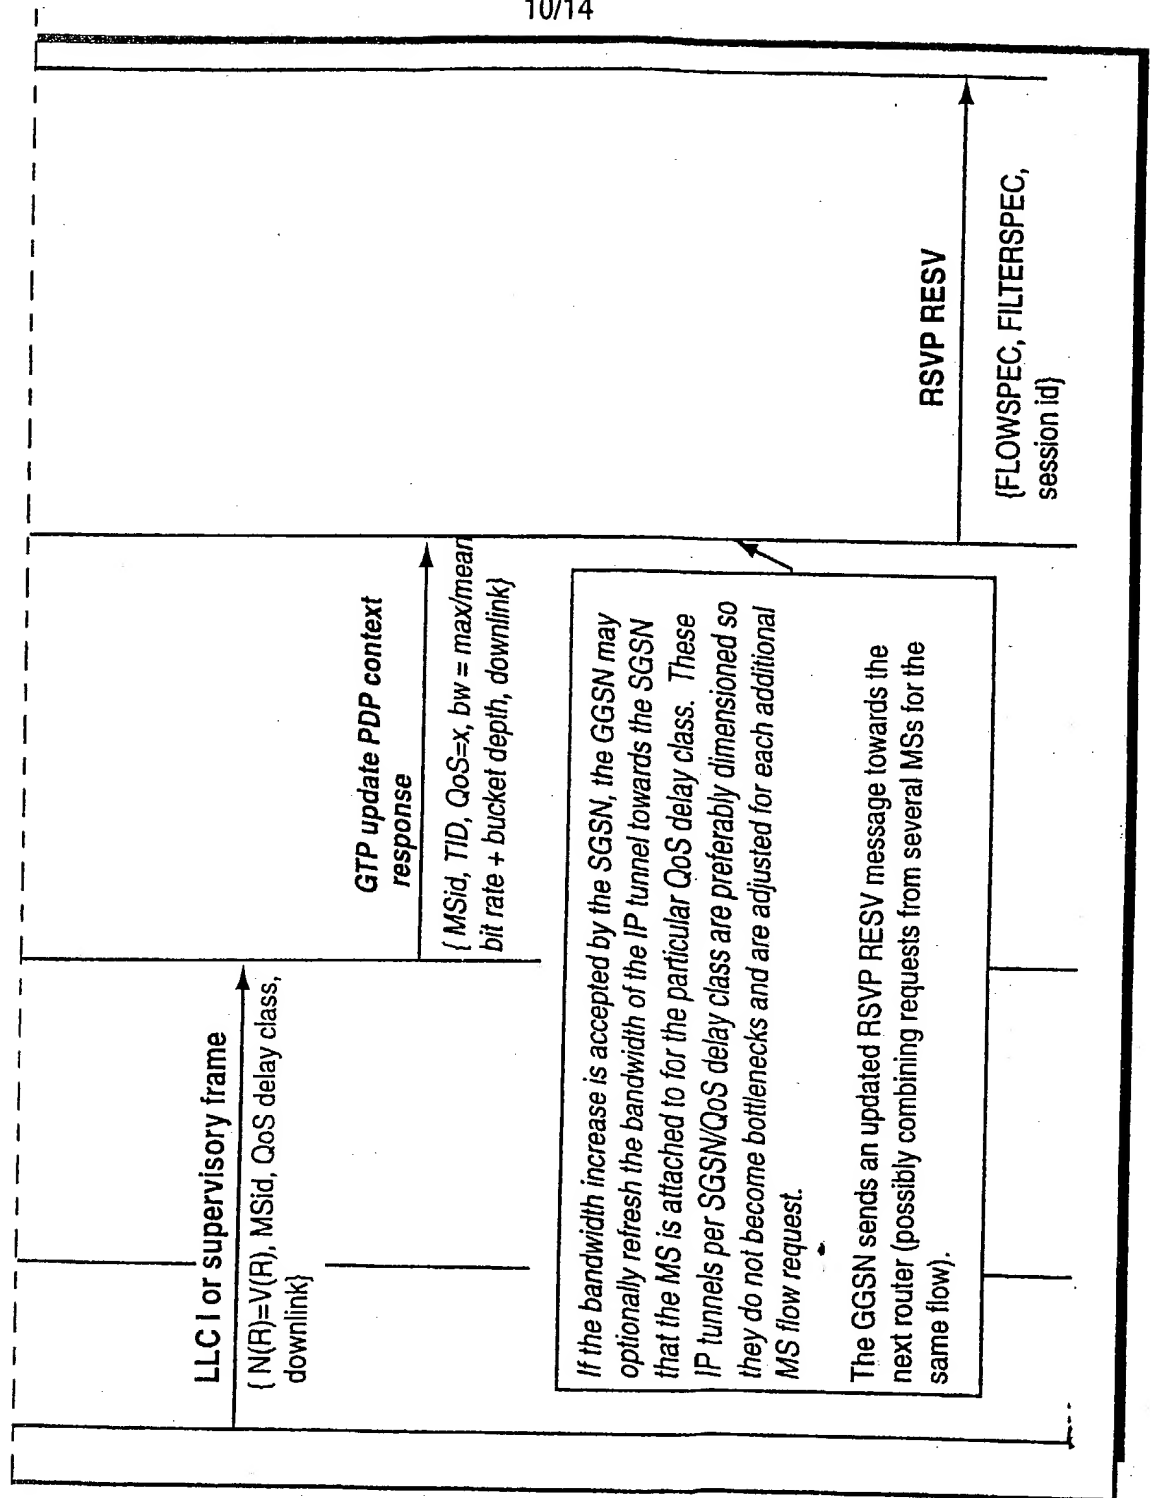 10/14
LLC I or supervisory frame
{ N(R)=V(R), MSid, QoS delay class,
downlink}
GTP update PDP context
response
{ MSid, TID, QoS=x, bw = max/mean
bit rate + bucket depth, downlink}
If the bandwidth increase is accepted by the SGSN, the GGSN may
optionally refresh the bandwidth of the IP tunnel towards the SGSN
that the MS is attached to for the particular QoS delay class. These
IP tunnels per SGSN/QoS delay class are preferably dimensioned so
they do not become bottlenecks and are adjusted for each additional
MS flow request.
The GGSN sends an updated RSVP RESV message towards the
next router (possibly combining requests from several MSs for the
same flow).
RSVP RESV
{FLOWSPEC, FILTERSPEC,
session id}